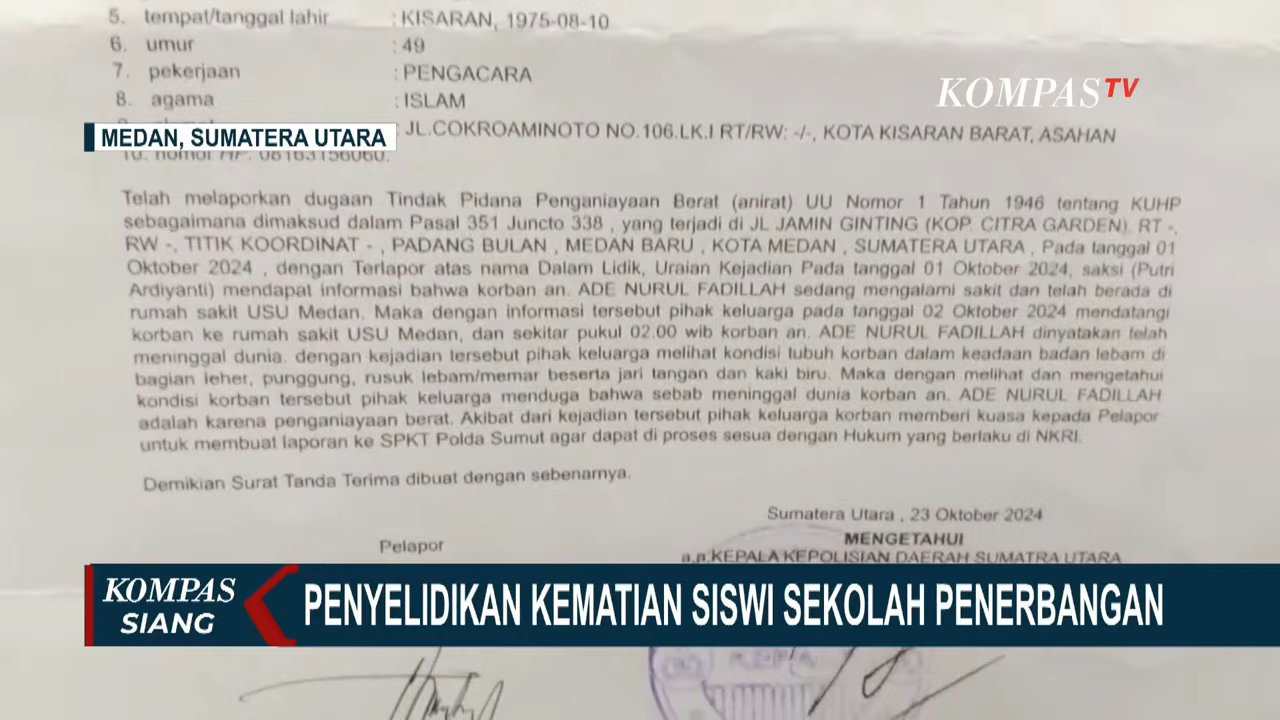 5. tempat/tanggal lahir : KISARAN, 1975-08-10
6. umur : 49
7. pekerjaan : PENGACARA
8. agama : ISLAM
: JL.COKROAMINOTO NO.106.LK.I RT/RW: -/-, KOTA KISARAN BARAT, ASAHAN
10. nomor HP: 08163156060.
KOMPASTV
MEDAN, SUMATERA UTARA
Telah melaporkan dugaan Tindak Pidana Penganiayaan Berat (anirat) UU Nomor 1 Tahun 1946 tentang KUHP
sebagaimana dimaksud dalam Pasal 351 Juncto 338 , yang terjadi di JL JAMIN GINTING (KOP. CITRA GARDEN). RT -,
RW -, TITIK KOORDINAT - , PADANG BULAN , MEDAN BARU , KOTA MEDAN , SUMATERA UTARA , Pada tanggal 01
Oktober 2024 , dengan Terlapor atas nama Dalam Lidik, Uraian Kejadian Pada tanggal 01 Oktober 2024, saksi (Putri
Ardiyanti) mendapat informasi bahwa korban an. ADE NURUL FADILLAH sedang mengalami sakit dan telah berada di
rumah sakit USU Medan. Maka dengan informasi tersebut pihak keluarga pada tanggal 02 Oktober 2024 mendatangi
korban ke rumah sakit USU Medan, dan sekitar pukul 02.00 wib korban an. ADE NURUL FADILLAH dinyatakan telah
meninggal dunia. dengan kejadian tersebut pihak keluarga melihat kondisi tubuh korban dalam keadaan badan lebam di
bagian leher, punggung, rusuk lebam/memar beserta jari tangan dan kaki biru. Maka dengan melihat dan mengetahui
kondisi korban tersebut pihak keluarga menduga bahwa sebab meninggal dunia korban an. ADE NURUL FADILLAH
adalah karena penganiayaan berat. Akibat dari kejadian tersebut pihak keluarga korban memberi kuasa kepada Pelapor
untuk membuat laporan ke SPKT Polda Sumut agar dapat di proses sesua dengan Hukum yang berlaku di NKRI.
Demikian Surat Tanda Terima dibuat dengan sebenarnya.
Sumatera Utara , 23 Oktober 2024
MENGETAHUI
a.n.KEPALA KEPOLISIAN DAERAH SUMATRA UTARA
Pelapor
KOMPAS SIANG
PENYELIDIKAN KEMATIAN SISWI SEKOLAH PENERBANGAN